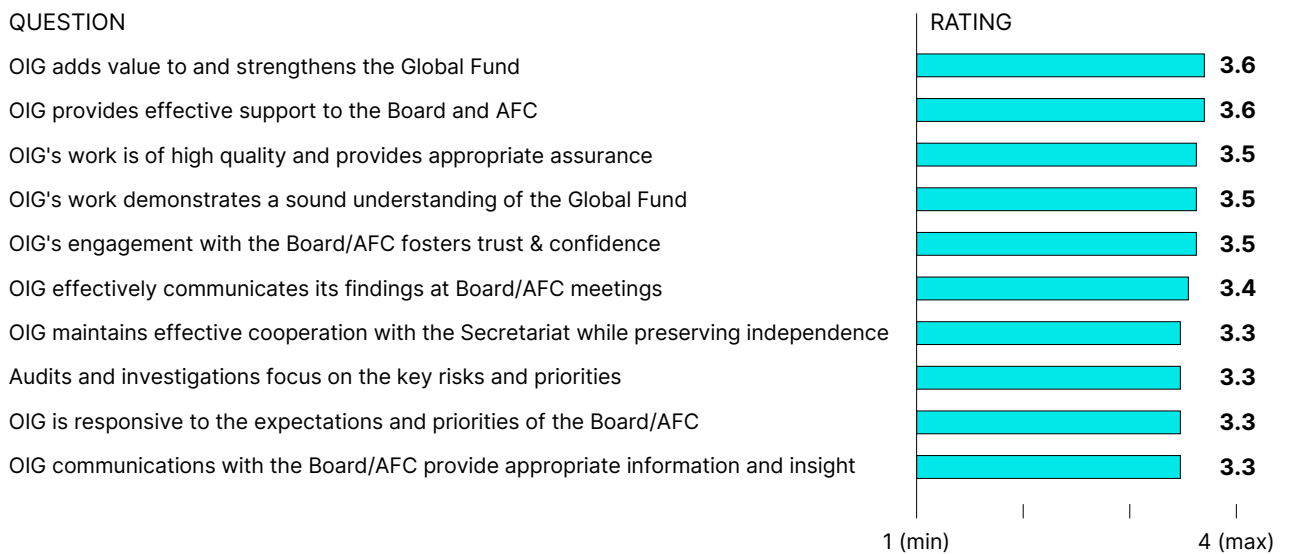 QUESTION RATING
OIG adds value to and strengthens the Global Fund 3.6
OIG provides effective support to the Board and AFC 3.6
OIG's work is of high quality and provides appropriate assurance 3.5
OIG's work demonstrates a sound understanding of the Global Fund 3.5
OIG's engagement with the Board/AFC fosters trust & confidence 3.5
OIG effectively communicates its findings at Board/AFC meetings 3.4
OIG maintains effective cooperation with the Secretariat while preserving independence 3.3
Audits and investigations focus on the key risks and priorities 3.3
OIG is responsive to the expectations and priorities of the Board/AFC 3.3
OIG communications with the Board/AFC provide appropriate information and insight 3.3
1 (min) 4 (max)